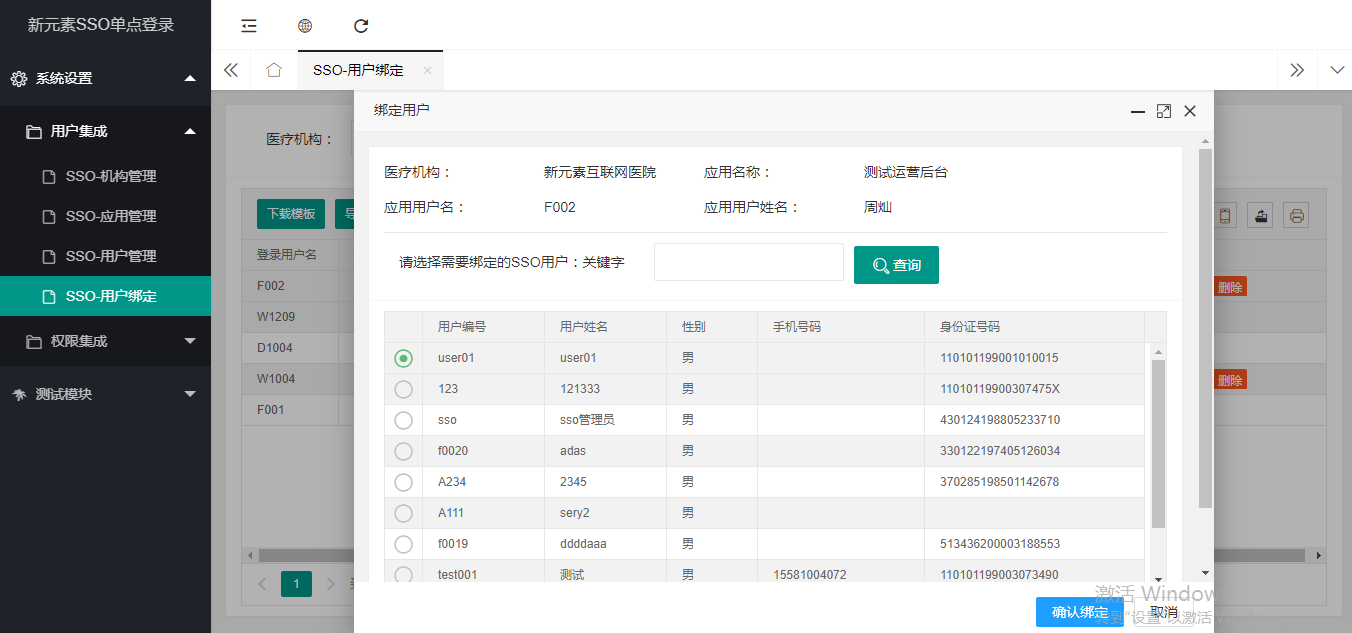 新元素SSO单点登录
系统设置
用户集成
SSO-机构管理
SSO-应用管理
SSO-用户管理
SSO-用户绑定
权限集成
测试模块
SSO-用户绑定
医疗机构：
下载模板
登录用户名
F002
W1209
D1004
W1004
F001
1
删除
删除
绑定用户
医疗机构： 新元素互联网医院 应用名称： 测试运营后台
应用用户名： F002 应用用户姓名： 周灿
请选择需要绑定的SSO用户：关键字 查询
用户编号 用户姓名 性别 手机号码 身份证号码
user01 user01 男 110101199001010015
123 121333 男 11010119900307475X
sso sso管理员 男 430124198805233710
f0020 adas 男 330122197405126034
A234 2345 男 370285198501142678
A111 sery2 男
f0019 ddddaaa 男 513436200003188553
test001 测试 男 15581004072 110101199003073490
激活 Windows
确认绑定 取消
转到"设置"以激活